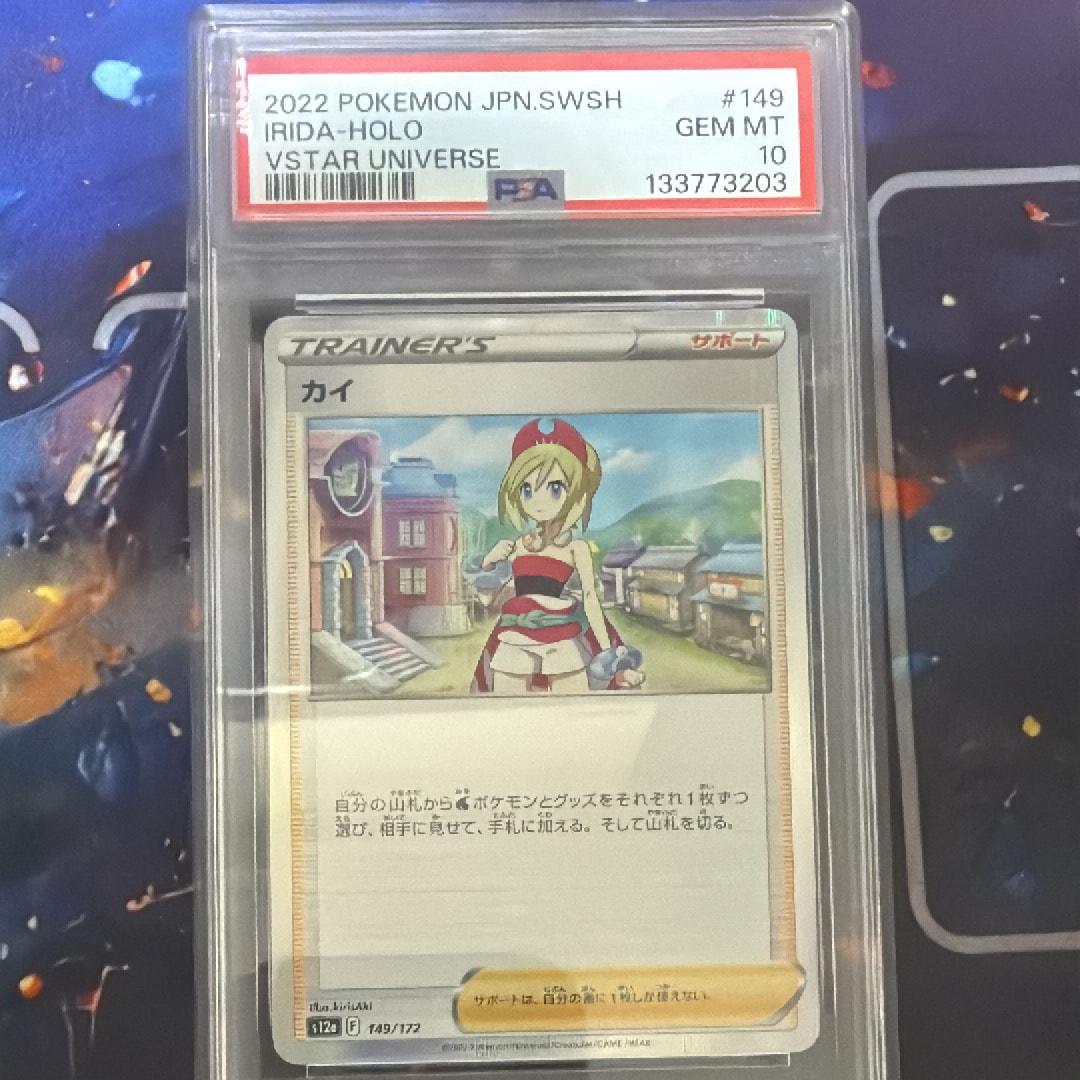 2022 POKEMON JPN.SWSH #149
IRIDA-HOLO GEM MT
VSTAR UNIVERSE 10
PSA 133773203
TRAINER'S サポート
カイ
自分の山札からポケモンとグッズをそれぞれ1枚ずつ
選び、相手に見せて、手札に加える。そして山札を切る。
サポートは、自分の番に1枚しか使えない。
Illus. kirisAki
s12a F 149/172